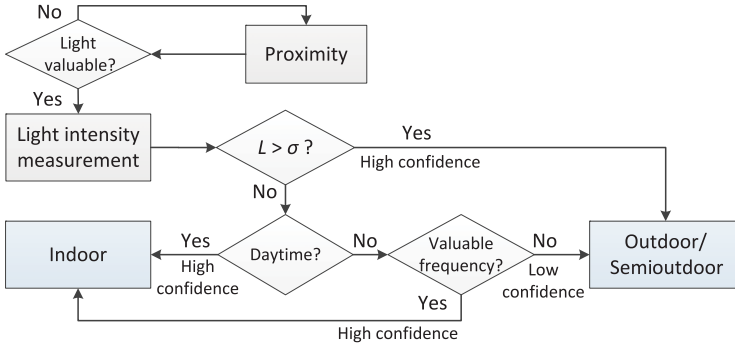 No
Light
valuable?
Proximity
Yes
Light intensity
measurement
L > σ ?
Yes
High confidence
No
Indoor
Yes
High
confidence
Daytime?
No
Valuable
frequency?
No
Low
confidence
Outdoor/
Semioutdoor
Yes
High confidence